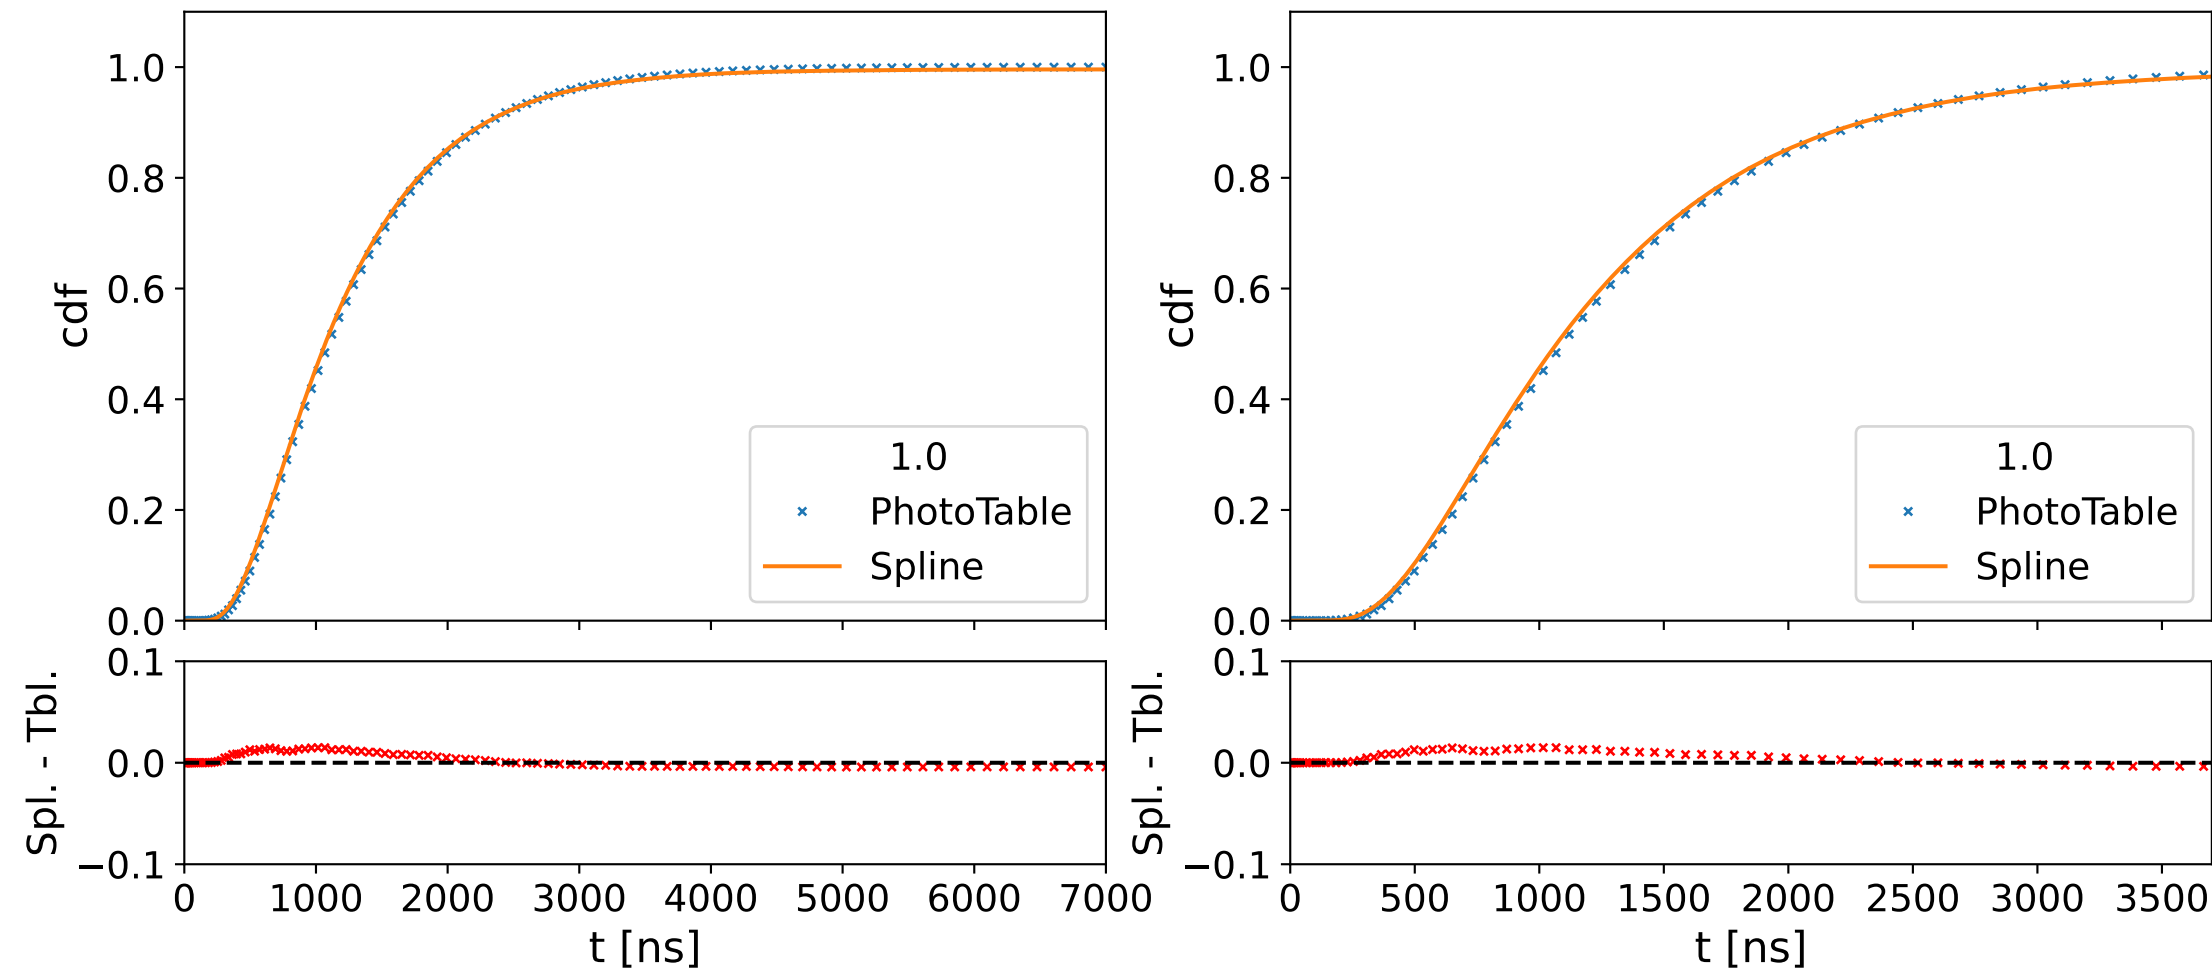 1.0
0.8
0.6
0.4
0.2
0.0
cdf
1.0
PhotoTable
Spline
0.1
0.0
−0.1
Spl. - Tbl.
0 1000 2000 3000 4000 5000 6000 7000
t [ns]
1.0
0.8
0.6
0.4
0.2
0.0
cdf
1.0
PhotoTable
Spline
0.1
0.0
−0.1
Spl. - Tbl.
0 500 1000 1500 2000 2500 3000 3500
t [ns]